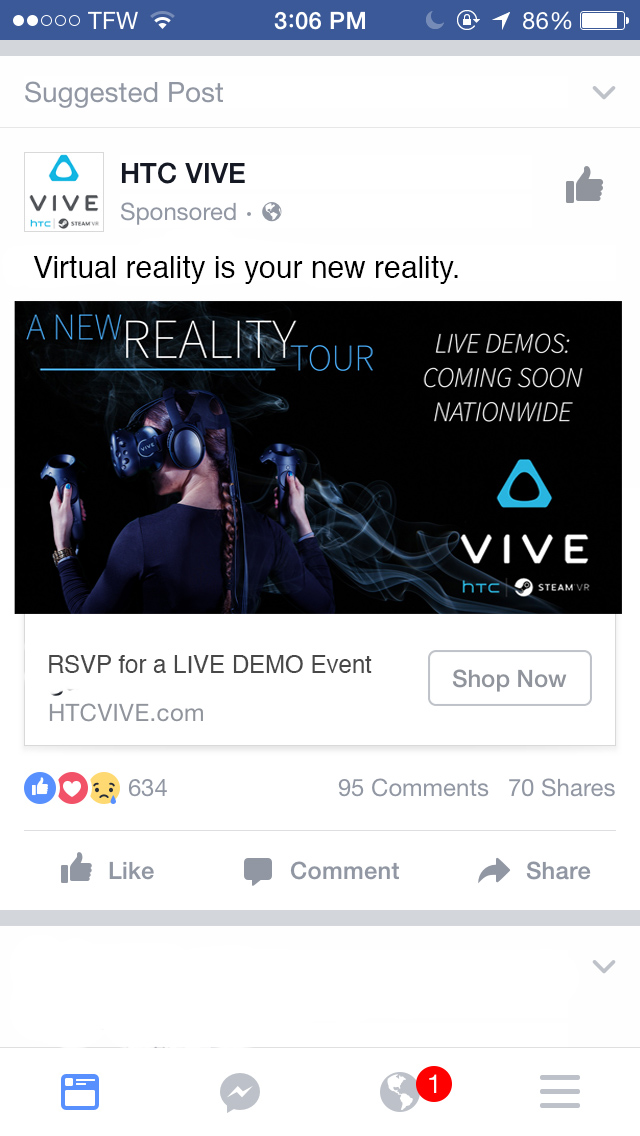 TFW 3:06 PM 86%
Suggested Post
HTC VIVE
Sponsored ·
VIVE
hTC | STEAM VR
Virtual reality is your new reality.
A NEW REALITY TOUR
LIVE DEMOS:
COMING SOON
NATIONWIDE
VIVE
VIVE
hTC | STEAM VR
RSVP for a LIVE DEMO Event
Shop Now
HTCVIVE.com
634 95 Comments 70 Shares
Like Comment Share
1